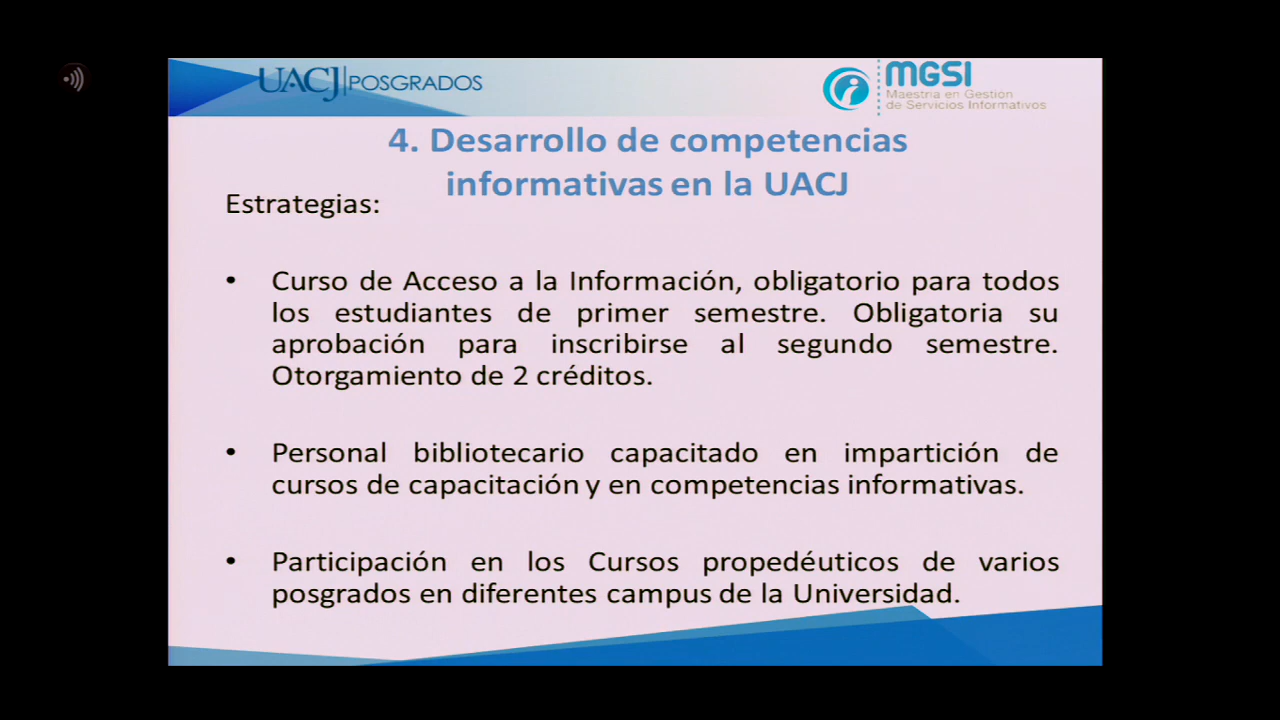 UACJ POSGRADOS
MGSI
Maestría en Gestión
de Servicios Informativos
4. Desarrollo de competencias
informativas en la UACJ
Estrategias:
• Curso de Acceso a la Información, obligatorio para todos
los estudiantes de primer semestre. Obligatoria su
aprobación para inscribirse al segundo semestre.
Otorgamiento de 2 créditos.
• Personal bibliotecario capacitado en impartición de
cursos de capacitación y en competencias informativas.
• Participación en los Cursos propedéuticos de varios
posgrados en diferentes campus de la Universidad.